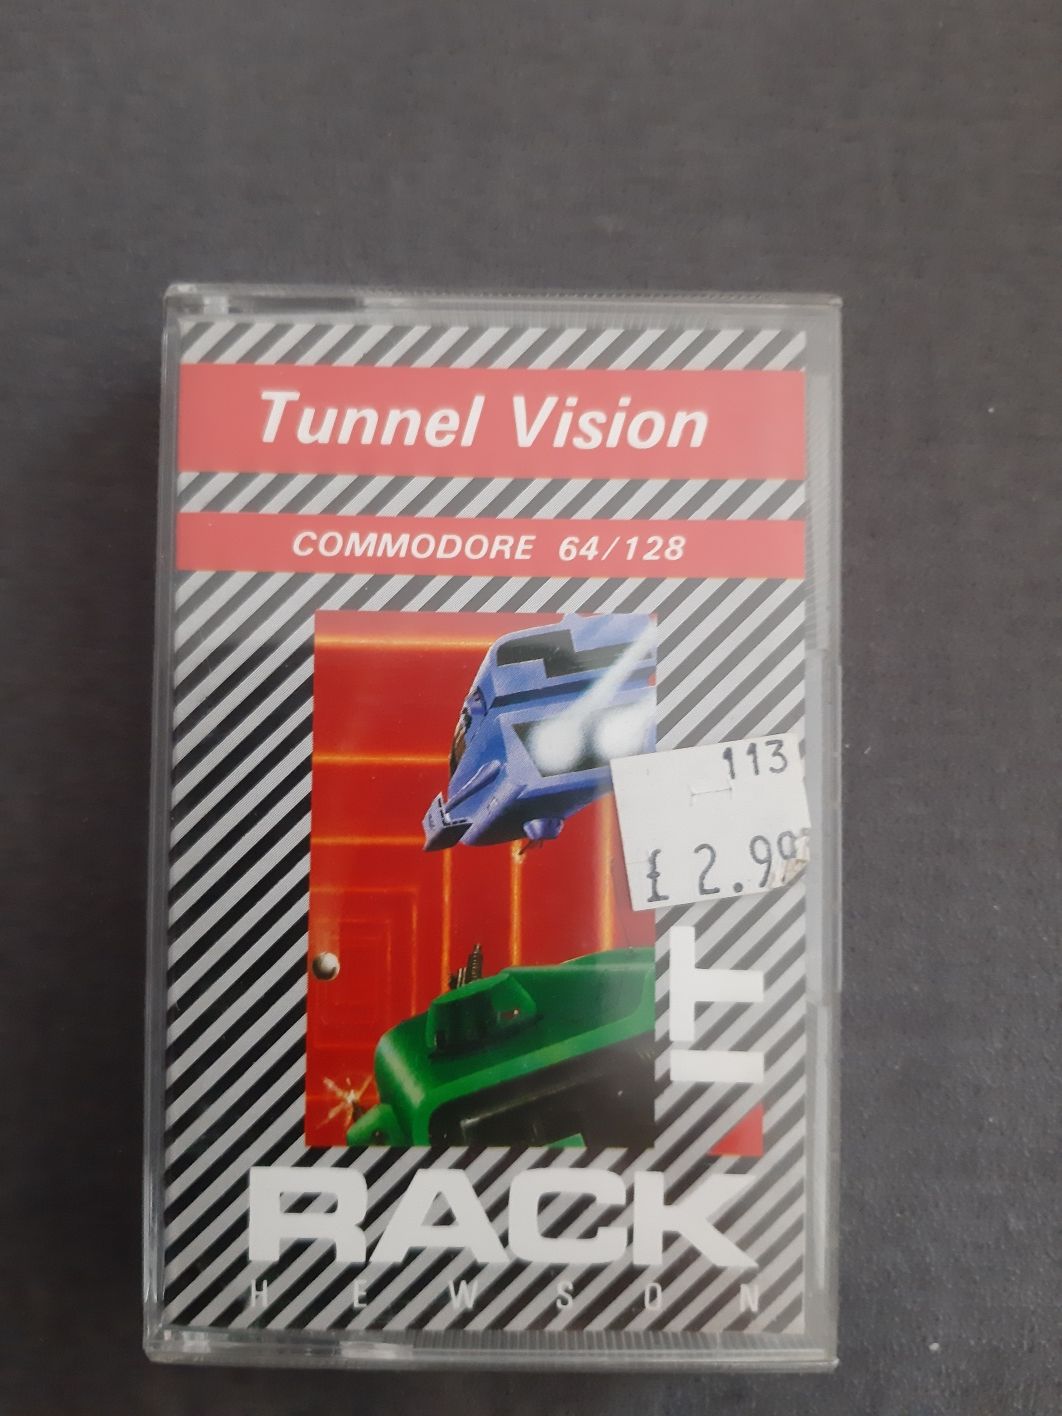 Tunnel Vision
COMMODORE 64/128
113
£ 2.99
RACK
IT
HEWSON